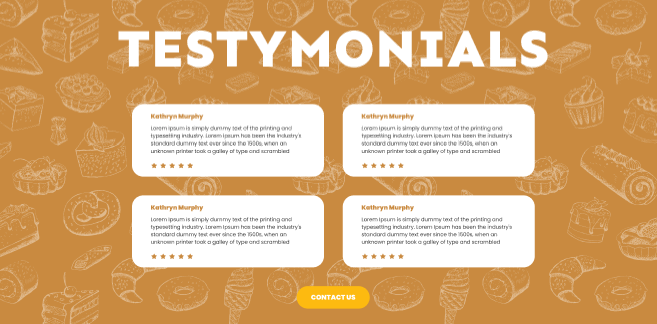 TESTYMONIALS
Kathryn Murphy
Lorem Ipsum is simply dummy text of the printing and
typesetting industry. Lorem Ipsum has been the industry's
standard dummy text ever since the 1500s, when an
unknown printer took a galley of type and scrambled
Kathryn Murphy
Lorem Ipsum is simply dummy text of the printing and
typesetting industry. Lorem Ipsum has been the industry's
standard dummy text ever since the 1500s, when an
unknown printer took a galley of type and scrambled
Kathryn Murphy
Lorem Ipsum is simply dummy text of the printing and
typesetting industry. Lorem Ipsum has been the industry's
standard dummy text ever since the 1500s, when an
unknown printer took a galley of type and scrambled
Kathryn Murphy
Lorem Ipsum is simply dummy text of the printing and
typesetting industry. Lorem Ipsum has been the industry's
standard dummy text ever since the 1500s, when an
unknown printer took a galley of type and scrambled
CONTACT US